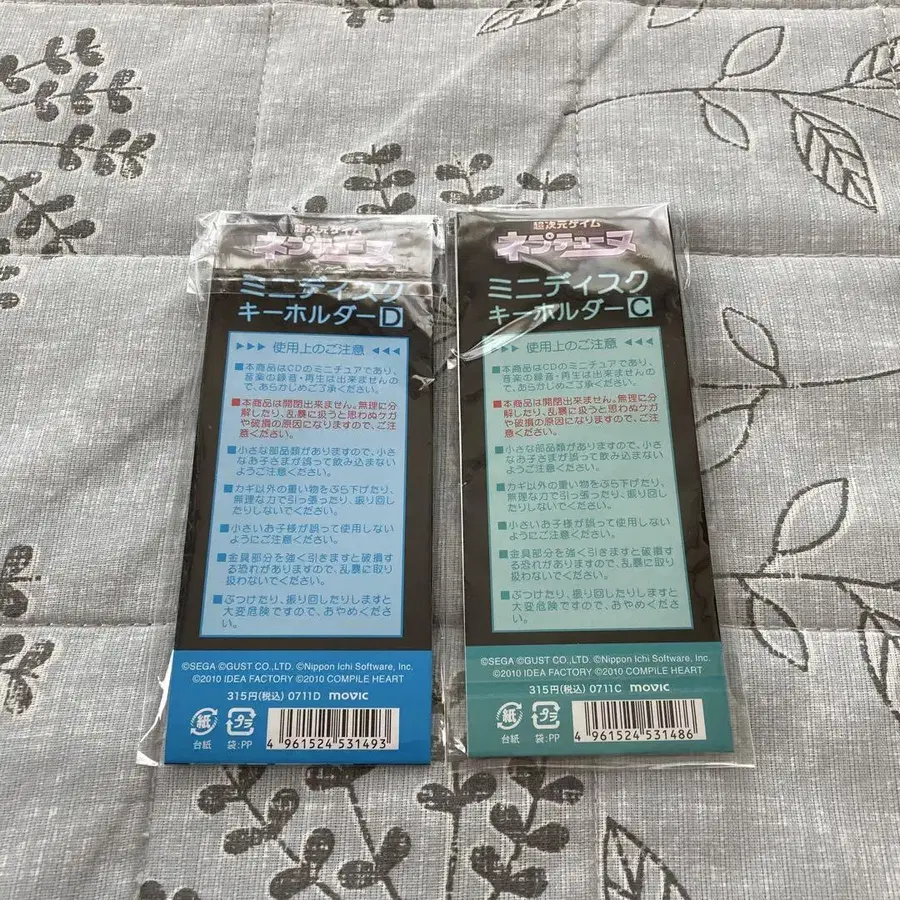 超次元ゲイム
ネプテューヌ
ミニディスク
キーホルダーD
▶▶▶ 使用上のご注意 ◀◀◀
■本商品はCDのミニチュアであり、
音楽の録音・再生は出来ませんの
で、あらかじめご了承ください。
■本商品は開閉出来ません。無理に分
解したり、乱暴に扱うと思わぬケガ
や破損の原因になりますので、ご注
意ください。
■小さな部品類がありますので、小さ
なお子さまが誤って飲み込まない
ようご注意ください。
■カギ以外の重い物をぶら下げたり、
無理な力で引っ張ったり、振り回し
たりしないでください。
■小さいお子様が誤って使用しない
ようにご注意ください。
■金具部分を強く引きますと破損す
る恐れがありますので、乱暴に取り
扱わないでください。
■ぶつけたり、振り回したりしますと
大変危険ですので、おやめくださ
い。
©SEGA ©GUST CO.,LTD. ©Nippon Ichi Software, Inc.
©2010 IDEA FACTORY ©2010 COMPILE HEART
315円(税込) 0711D movic
紙 プラ
台紙 袋:PP
4 961524 531493
超次元ゲイム
ネプテューヌ
ミニディスク
キーホルダーC
▶▶▶ 使用上のご注意 ◀◀◀
■本商品はCDのミニチュアであり、
音楽の録音・再生は出来ませんの
で、あらかじめご了承ください。
■本商品は開閉出来ません。無理に分
解したり、乱暴に扱うと思わぬケガ
や破損の原因になりますので、ご注
意ください。
■小さな部品類がありますので、小さ
なお子さまが誤って飲み込まない
ようご注意ください。
■カギ以外の重い物をぶら下げたり、
無理な力で引っ張ったり、振り回し
たりしないでください。
■小さいお子様が誤って使用しない
ようにご注意ください。
■金具部分を強く引きますと破損す
る恐れがありますので、乱暴に取り
扱わないでください。
■ぶつけたり、振り回したりしますと
大変危険ですので、おやめくださ
い。
©SEGA ©GUST CO.,LTD. ©Nippon Ichi Software, Inc.
©2010 IDEA FACTORY ©2010 COMPILE HEART
315円(税込) 0711C movic
紙 プラ
台紙 袋:PP
4 961524 531486